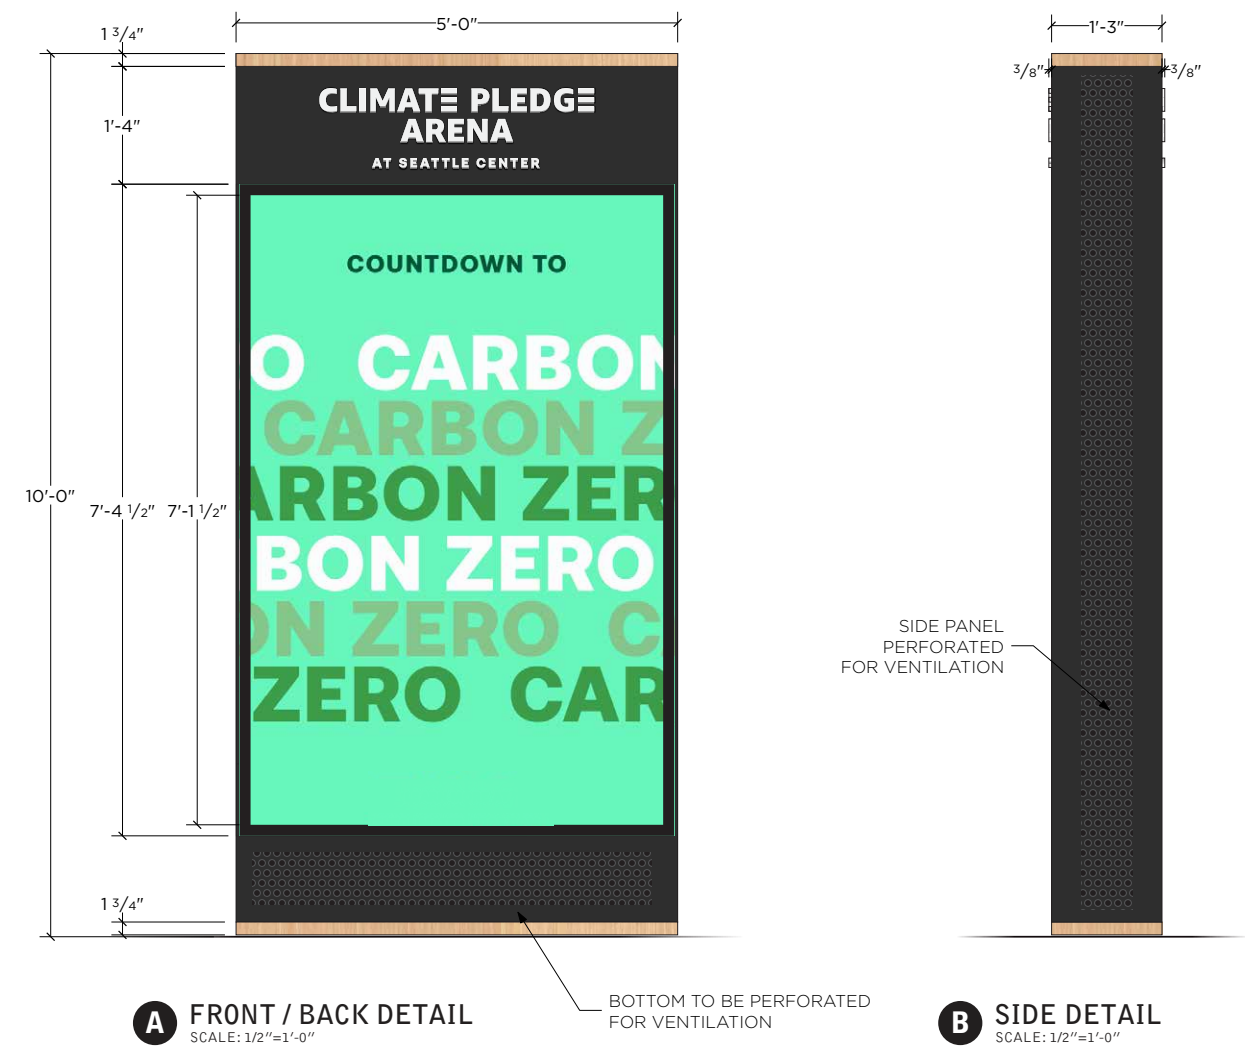 5'-0"
1 3/4"
1'-4"
10'-0"
7'-4 1/2"
7'-1 1/2"
1 3/4"
CLIMATE PLEDGE
ARENA
AT SEATTLE CENTER
COUNTDOWN TO
O CARBON
CARBON Z
ARBON ZER
BON ZERO
ON ZERO CA
ZERO CAR
BOTTOM TO BE PERFORATED
FOR VENTILATION
A FRONT / BACK DETAIL
SCALE: 1/2"=1'-0"
1'-3"
3/8"
3/8"
SIDE PANEL
PERFORATED
FOR VENTILATION
B SIDE DETAIL
SCALE: 1/2"=1'-0"